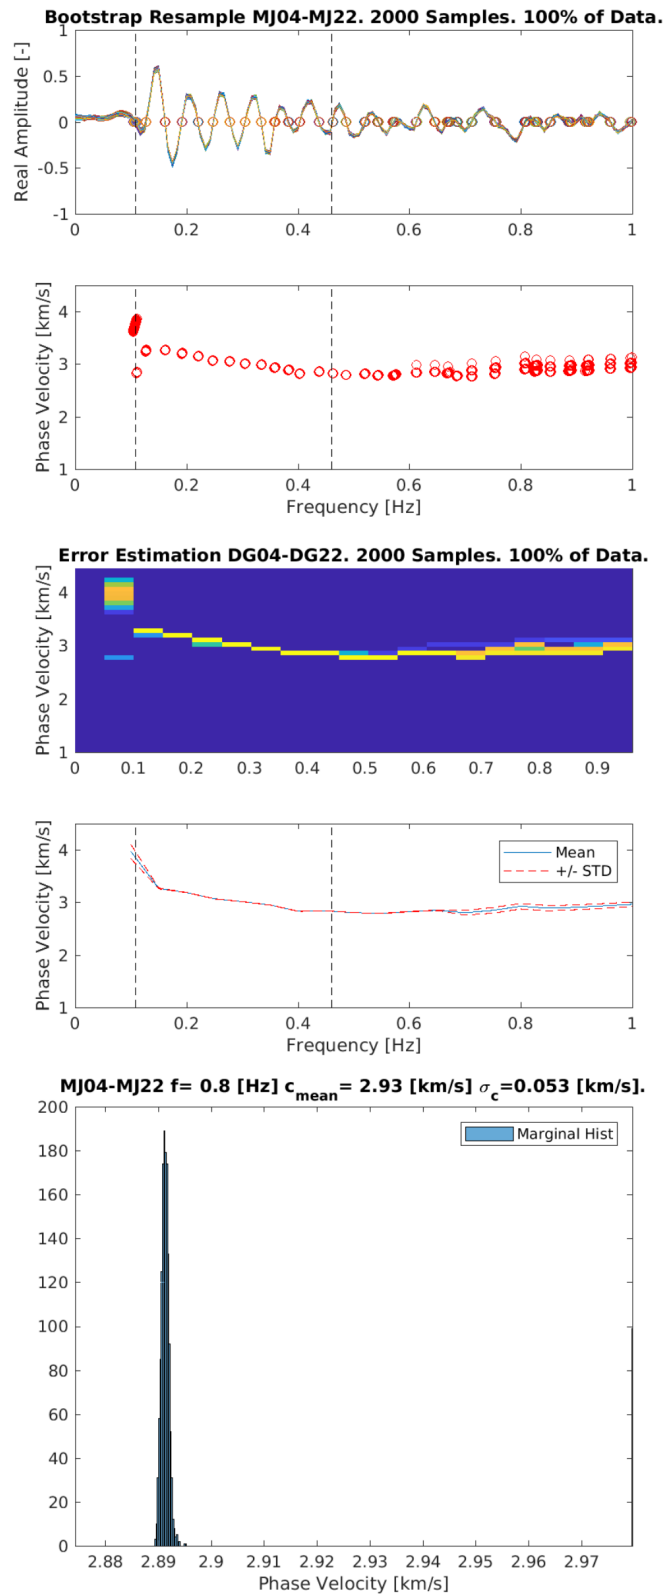 Bootstrap Resample MJ04-MJ22. 2000 Samples. 100% of Data.
Real Amplitude [-]
1
0.5
0
-0.5
-1
0 0.2 0.4 0.6 0.8 1
Phase Velocity [km/s]
4
3
2
1
0 0.2 0.4 0.6 0.8 1
Frequency [Hz]
Error Estimation DG04-DG22. 2000 Samples. 100% of Data.
Phase Velocity [km/s]
4
3
2
1
0 0.1 0.2 0.3 0.4 0.5 0.6 0.7 0.8 0.9
Phase Velocity [km/s]
4
3
2
1
Mean
+/- STD
0 0.2 0.4 0.6 0.8 1
Frequency [Hz]
MJ04-MJ22 f= 0.8 [Hz] c_mean= 2.93 [km/s] σ_c=0.053 [km/s].
200
180
160
140
120
100
80
60
40
20
0
Marginal Hist
2.88 2.89 2.9 2.91 2.92 2.93 2.94 2.95 2.96 2.97
Phase Velocity [km/s]